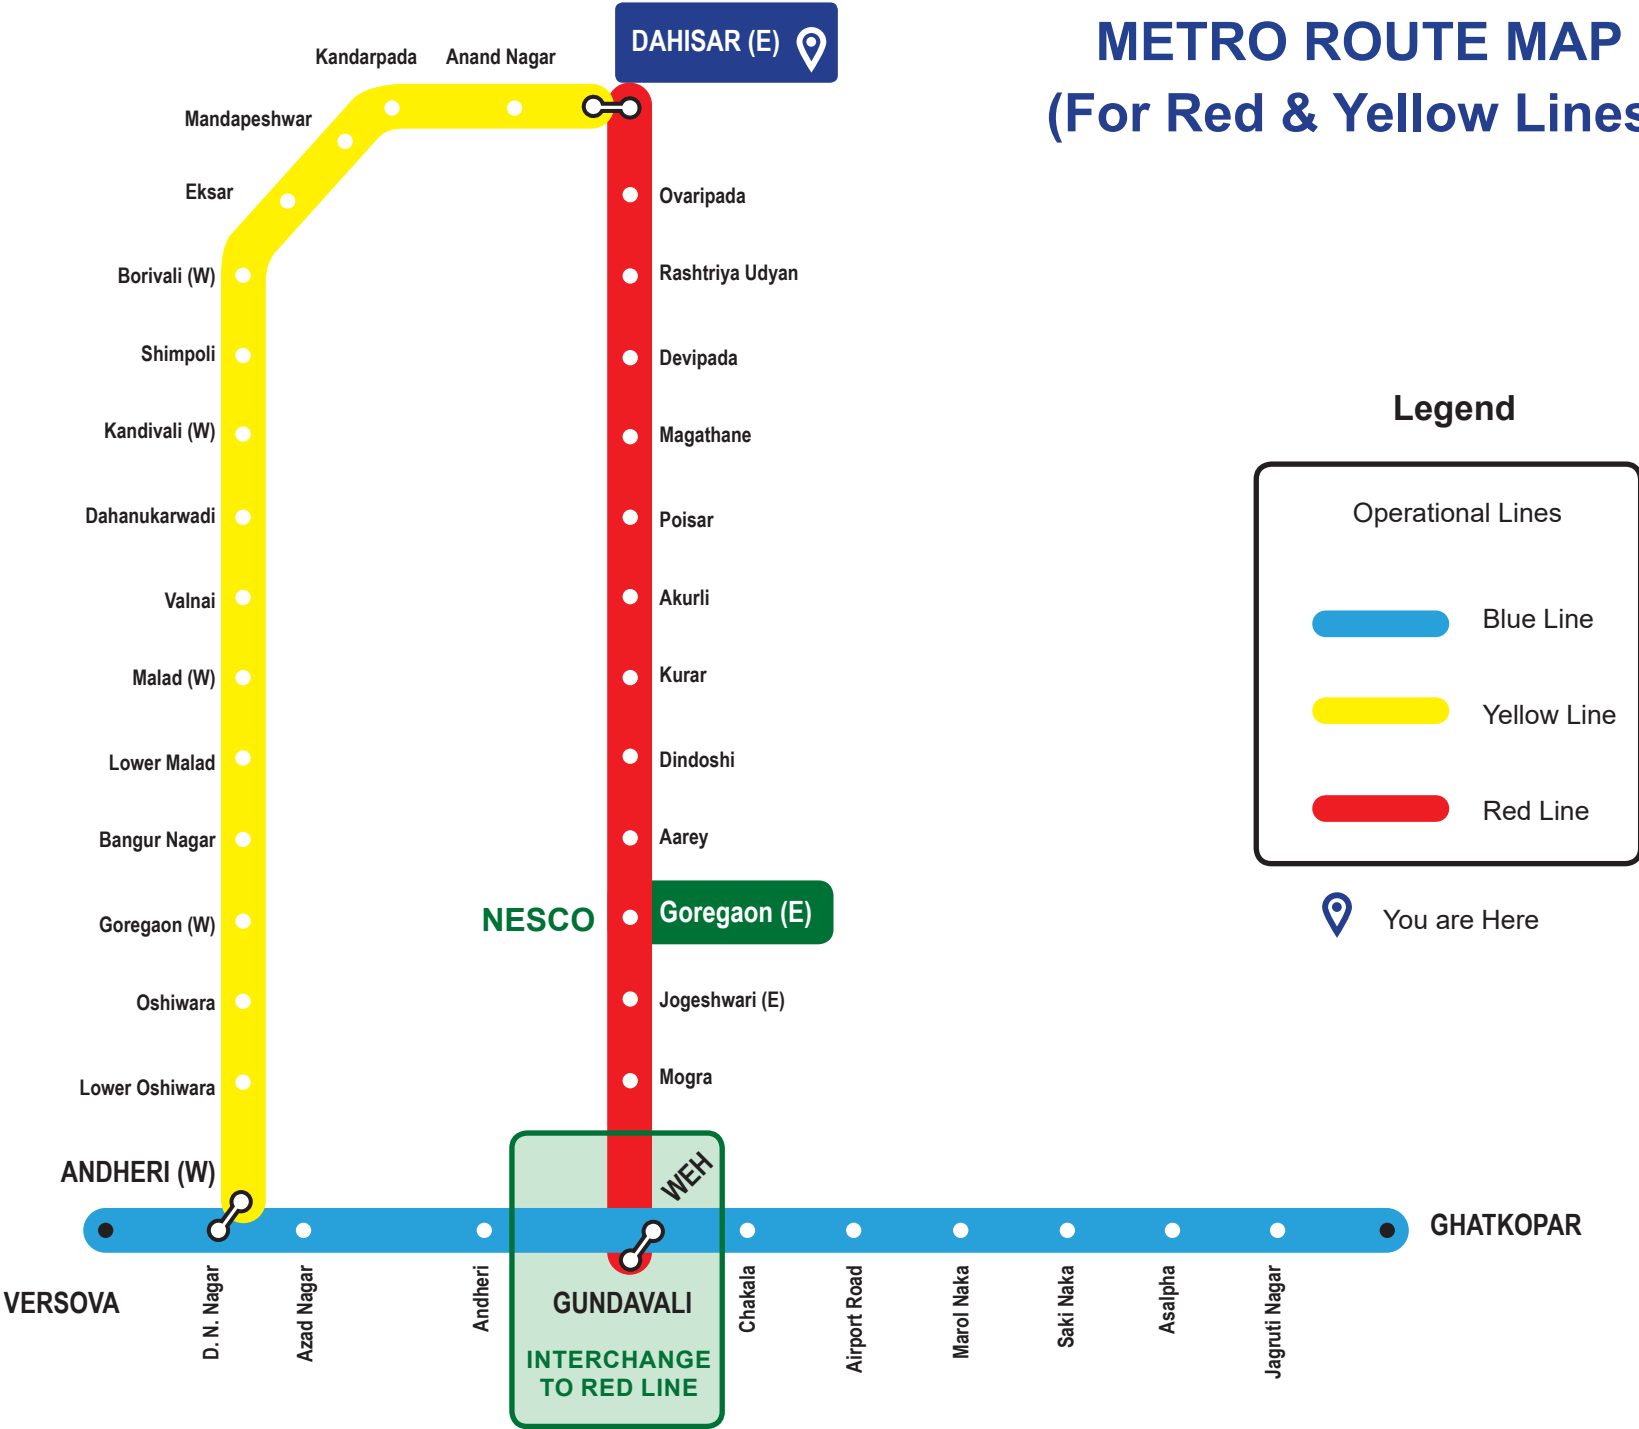 METRO ROUTE MAP
(For Red & Yellow Lines
DAHISAR (E)
Kandarpada
Anand Nagar
Mandapeshwar
Eksar
Borivali (W)
Shimpoli
Kandivali (W)
Dahanukarwadi
Valnai
Malad (W)
Lower Malad
Bangur Nagar
Goregaon (W)
Oshiwara
Lower Oshiwara
ANDHERI (W)
Ovaripada
Rashtriya Udyan
Devipada
Magathane
Poisar
Akurli
Kurar
Dindoshi
Aarey
NESCO
Goregaon (E)
Jogeshwari (E)
Mogra
WEH
GUNDAVALI
INTERCHANGE
TO RED LINE
VERSOVA
D. N. Nagar
Azad Nagar
Andheri
Chakala
Airport Road
Marol Naka
Saki Naka
Asalpha
Jagruti Nagar
GHATKOPAR
Legend
Operational Lines
Blue Line
Yellow Line
Red Line
You are Here